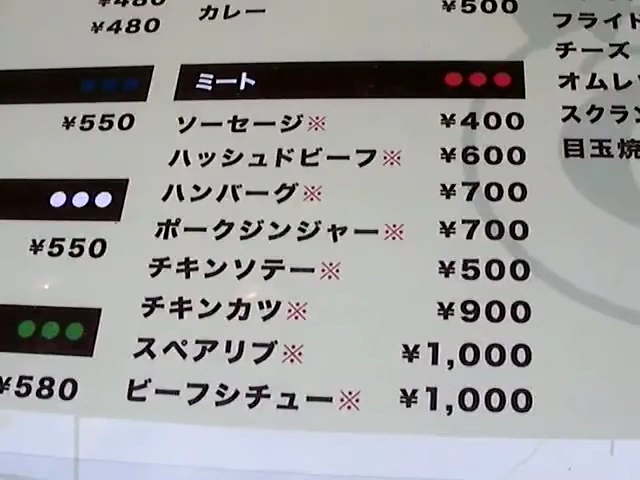 ¥480
¥480
カレー ¥500
¥550
¥550
¥580
ミート
ソーセージ※ ¥400
ハッシュドビーフ※ ¥600
ハンバーグ※ ¥700
ポークジンジャー※ ¥700
チキンソテー※ ¥500
チキンカツ※ ¥900
スペアリブ※ ¥1,000
ビーフシチュー※ ¥1,000
フライド
チーズ
オムレ
スクラン
目玉焼